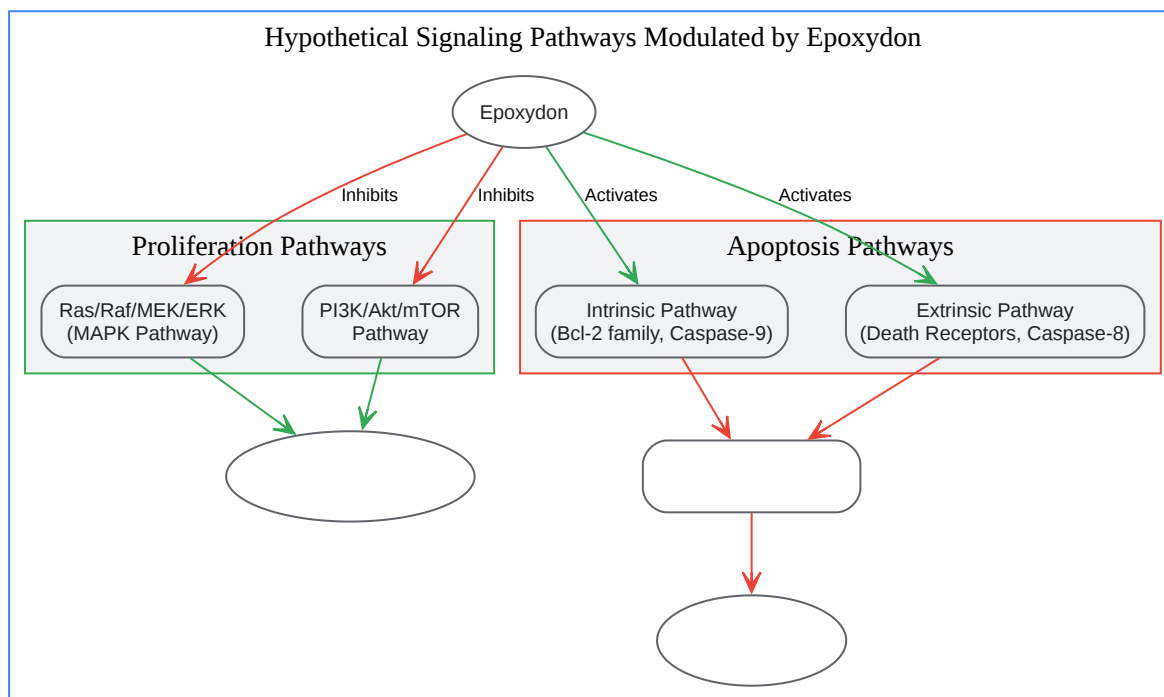 Hypothetical Signaling Pathways Modulated by Epoxydon
Epoxydon
Inhibits
Inhibits
Activates
Activates
Proliferation Pathways
Apoptosis Pathways
Ras/Raf/MEK/ERK
(MAPK Pathway)
PI3K/Akt/mTOR
Pathway
Intrinsic Pathway
(Bcl-2 family, Caspase-9)
Extrinsic Pathway
(Death Receptors, Caspase-8)